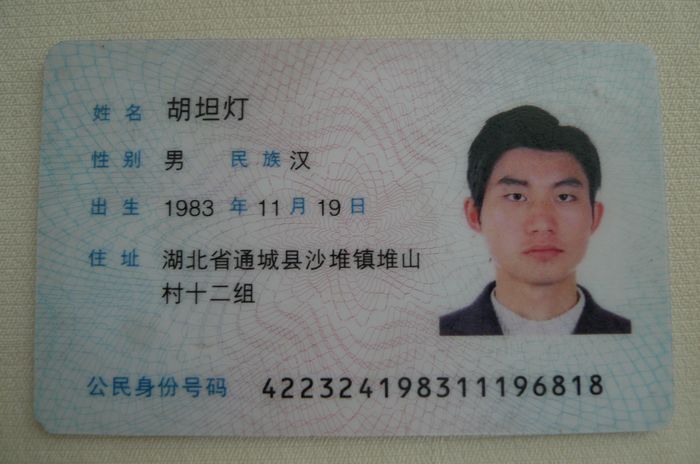 姓名 胡坦灯
性别 男 民族 汉
出生 1983 年 11 月 19 日
住址 湖北省通城县沙堆镇堆山
村十二组
公民身份号码 422324198311196818